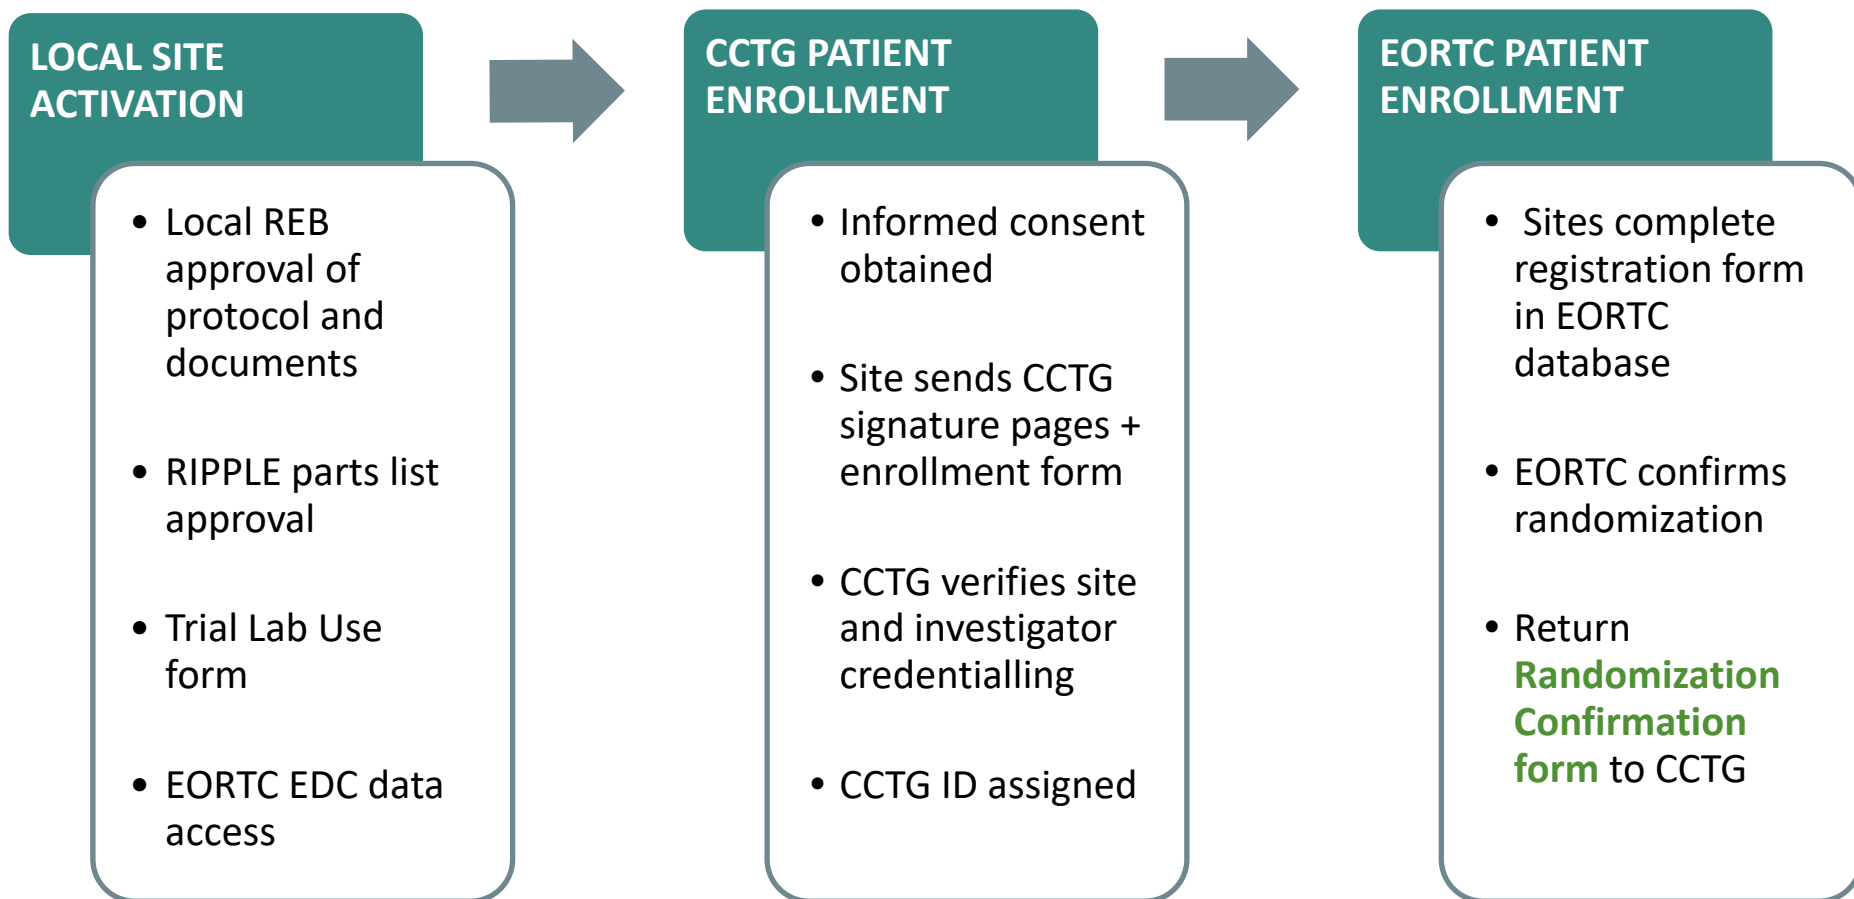 LOCAL SITE
ACTIVATION
• Local REB
approval of
protocol and
documents
• RIPPLE parts list
approval
• Trial Lab Use
form
• EORTC EDC data
access
CCTG PATIENT
ENROLLMENT
• Informed consent
obtained
• Site sends CCTG
signature pages +
enrollment form
• CCTG verifies site
and investigator
credentialling
• CCTG ID assigned
EORTC PATIENT
ENROLLMENT
• Sites complete
registration form
in EORTC
database
• EORTC confirms
randomization
• Return
Randomization
Confirmation
form to CCTG